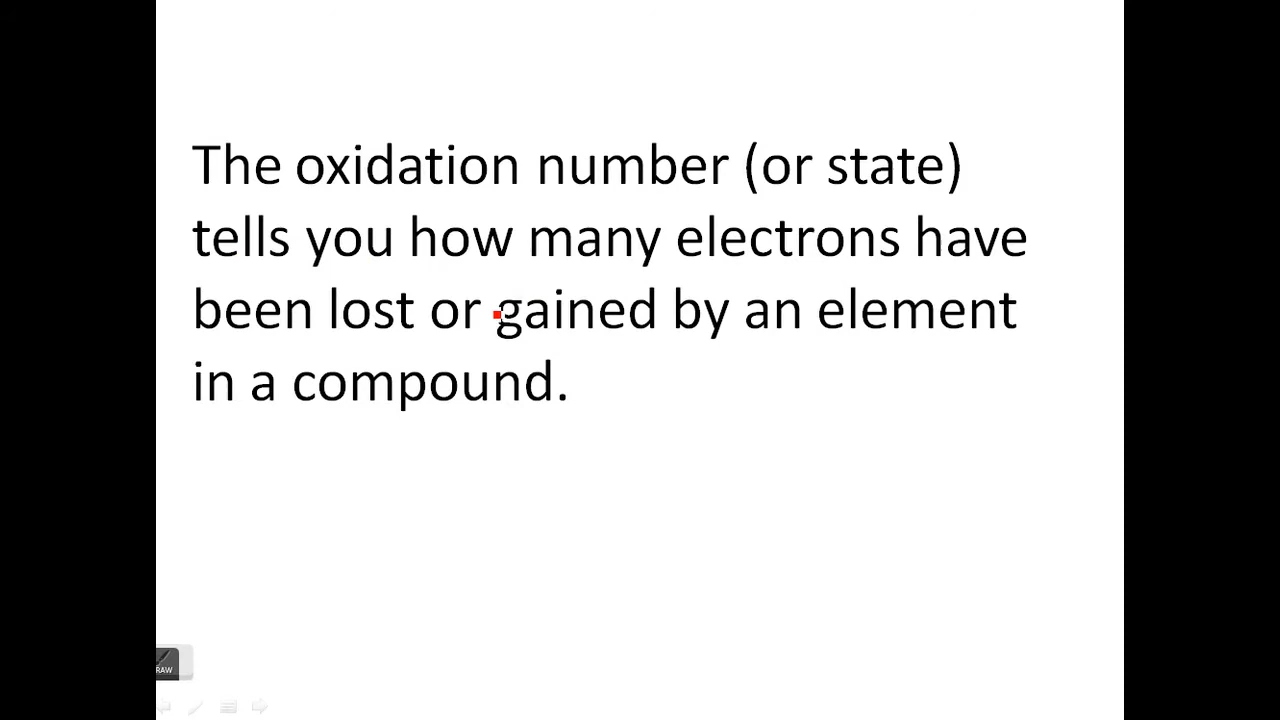 The oxidation number (or state)
tells you how many electrons have
been lost or gained by an element
in a compound.
RAW